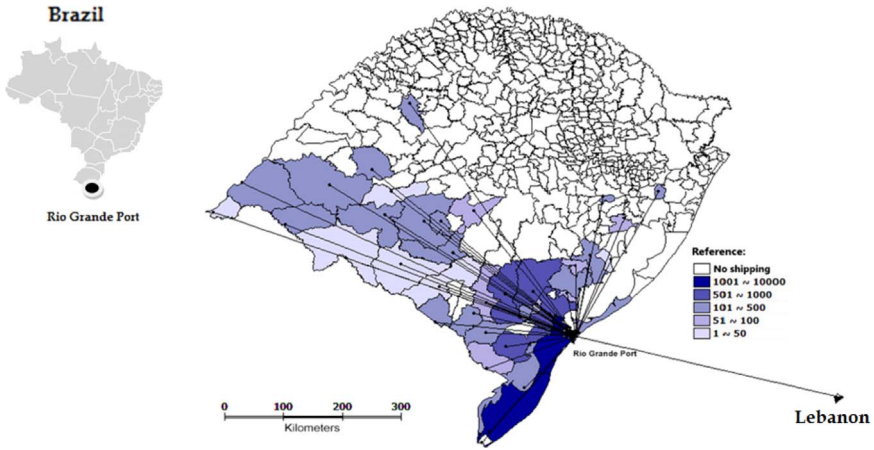 Brazil
Rio Grande Port
Reference:
No shipping
1001 ~ 10000
501 ~ 1000
101 ~ 500
51 ~ 100
1 ~ 50
Rio Grande Port
Lebanon
0 100 200 300
Kilometers